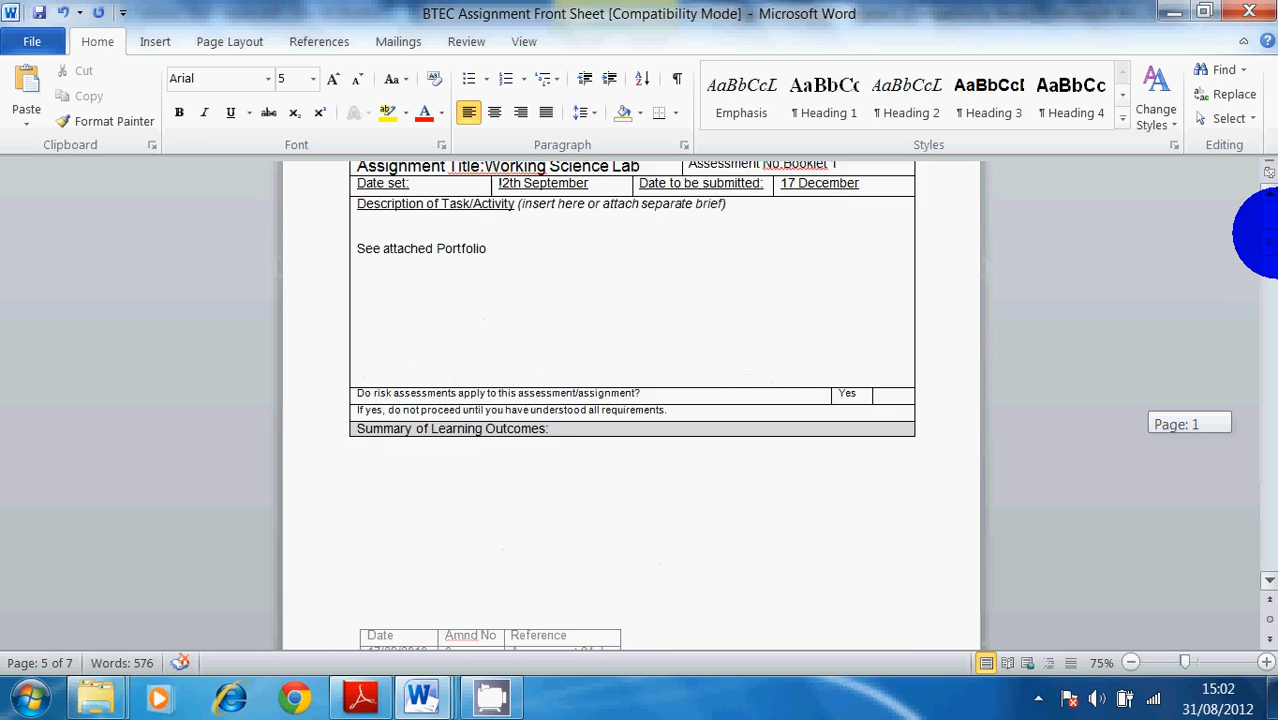 BTEC Assignment Front Sheet [Compatibility Mode] - Microsoft Word
File Home Insert Page Layout References Mailings Review View
Paste
Cut
Copy
Format Painter
Clipboard
Arial 5
Font
Paragraph
AaBbCcL AaBbCc AaBbCcL AaBbCcI AaBbCc
Emphasis ¶ Heading 1 ¶ Heading 2 ¶ Heading 3 ¶ Heading 4
Styles
Change Styles
Find
Replace
Select
Editing
Assignment Title:Working Science Lab Assessment No:Booklet 1
Date set: I2th September Date to be submitted: 17 December
Description of Task/Activity (insert here or attach separate brief)
See attached Portfolio
Do risk assessments apply to this assessment/assignment? Yes
If yes, do not proceed until you have understood all requirements.
Summary of Learning Outcomes:
Page: 1
Date Amnd No Reference
Page: 5 of 7 Words: 576 75%
15:02
31/08/2012